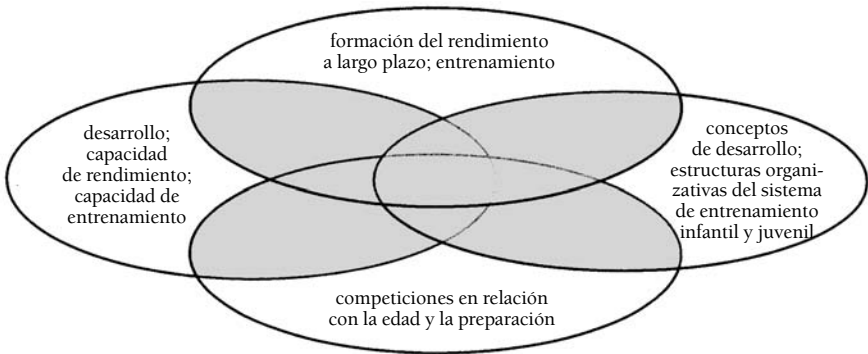 formación del rendimiento
a largo plazo; entrenamiento
desarrollo;
capacidad
de rendimiento;
capacidad de
entrenamiento
conceptos
de desarrollo;
estructuras organi-
zativas del sistema
de entrenamiento
infantil y juvenil
competiciones en relación
con la edad y la preparación